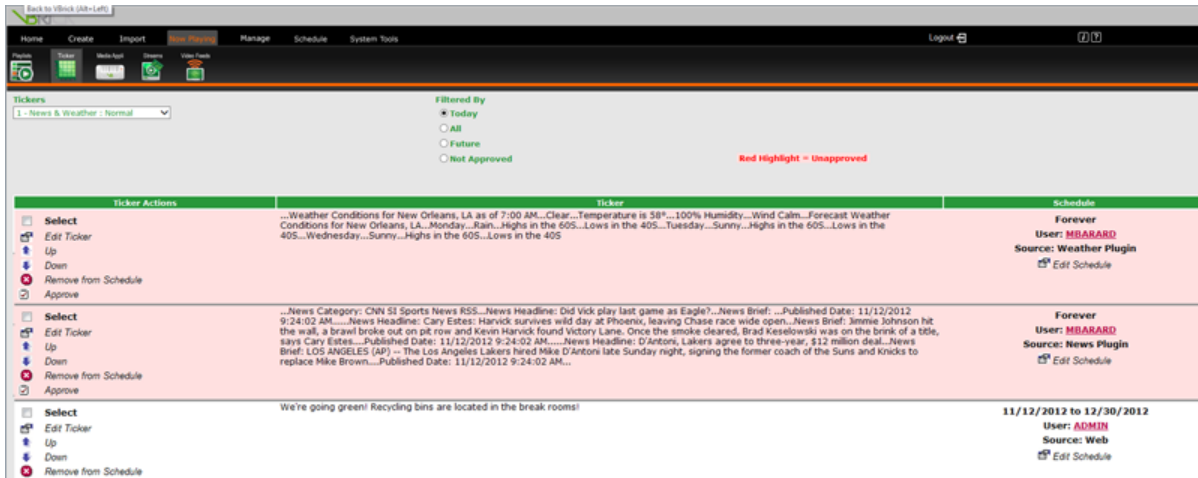 Back to VBrick (Alt+Left)
Home Create Import Now Playing Manage Schedule System Tools Logout
Playlists Ticker Media Appl. Streams Video Feeds
Tickers Filtered By
1 - News & Weather : Normal Today
All
Future
Not Approved Red Highlight = Unapproved
Ticker Actions Ticker Schedule
Select
Edit Ticker
Up
Down
Remove from Schedule
Approve
...Weather Conditions for New Orleans, LA as of 7:00 AM...Clear...Temperature is 58°...100% Humidity...Wind Calm...Forecast Weather
Conditions for New Orleans, LA...Monday...Rain...Highs in the 60S...Lows in the 40S...Tuesday...Sunny...Highs in the 60S...Lows in the
40S...Wednesday...Sunny...Highs in the 60S...Lows in the 40S
Forever
User: MBARARD
Source: Weather Plugin
Edit Schedule
Select
Edit Ticker
Up
Down
Remove from Schedule
Approve
...News Category: CNN SI Sports News RSS...News Headline: Did Vick play last game as Eagle?...News Brief: ...Published Date: 11/12/2012
9:24:02 AM......News Headline: Cary Estes: Harvick survives wild day at Phoenix, leaving Chase race wide open...News Brief: Jimmie Johnson hit
the wall, a brawl broke out on pit row and Kevin Harvick found Victory Lane. Once the smoke cleared, Brad Keselowski was on the brink of a title,
says Cary Estes....Published Date: 11/12/2012 9:24:02 AM......News Headline: D'Antoni, Lakers agree to three-year, $12 million deal...News
Brief: LOS ANGELES (AP) -- The Los Angeles Lakers hired Mike D'Antoni late Sunday night, signing the former coach of the Suns and Knicks to
replace Mike Brown....Published Date: 11/12/2012 9:24:02 AM...
Forever
User: MBARARD
Source: News Plugin
Edit Schedule
Select
Edit Ticker
Up
Down
Remove from Schedule
We're going green! Recycling bins are located in the break rooms!
11/12/2012 to 12/30/2012
User: ADMIN
Source: Web
Edit Schedule